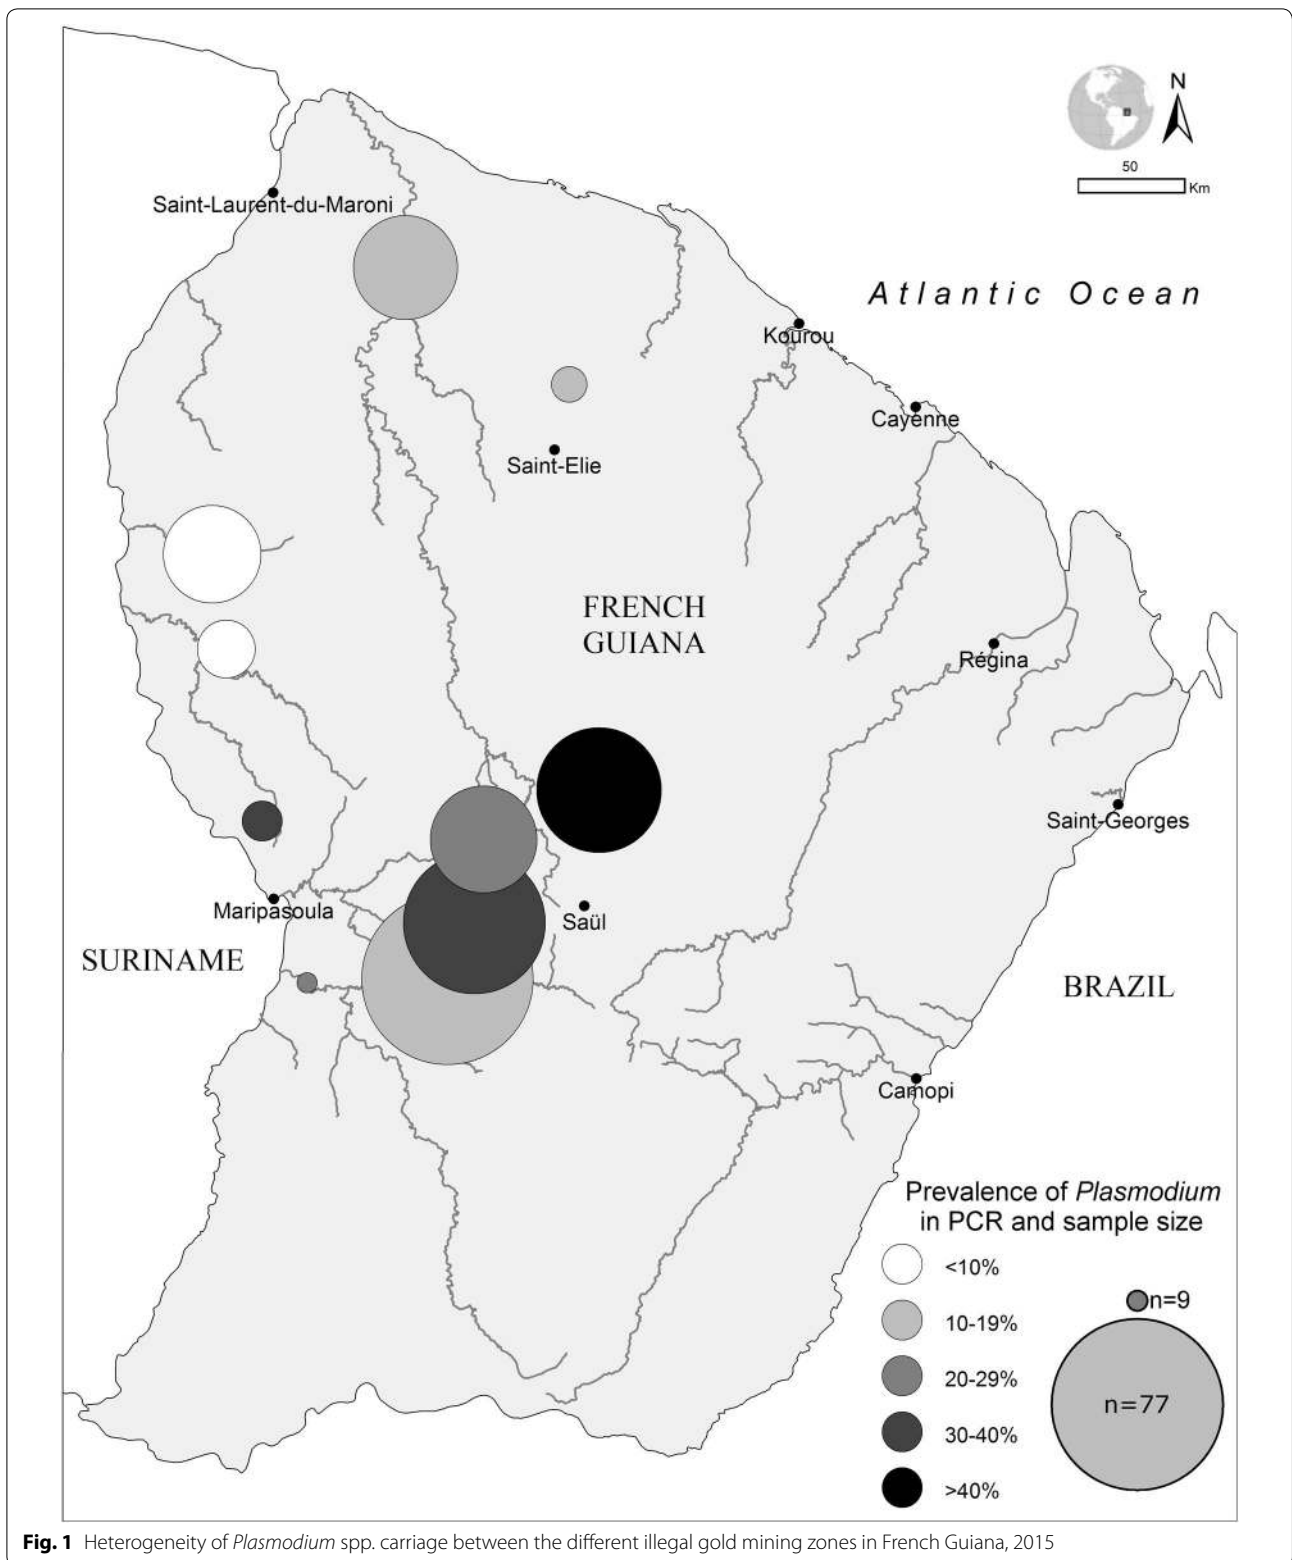 N
50
Km
Saint-Laurent-du-Maroni
Atlantic Ocean
Kourou
Cayenne
Saint-Elie
FRENCH
GUIANA
Régina
Saint-Georges
Maripasoula
Saül
SURINAME
BRAZIL
Camopi
Prevalence of Plasmodium
in PCR and sample size
<10%
10-19%
20-29%
30-40%
>40%
n=9
n=77
Fig. 1 Heterogeneity of Plasmodium spp. carriage between the different illegal gold mining zones in French Guiana, 2015